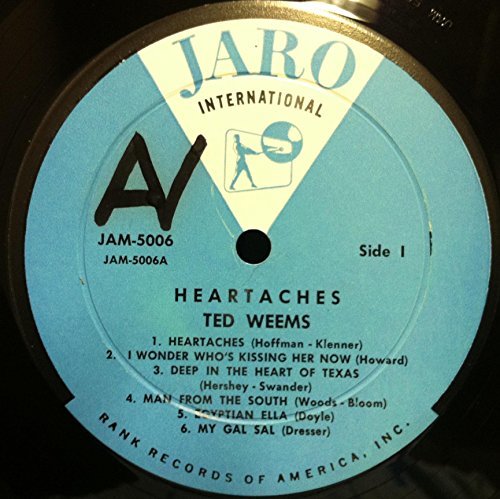 JARO
INTERNATIONAL
AV
JAM-5006
JAM-5006A
Side 1
HEARTACHES
TED WEEMS
1. HEARTACHES (Hoffman - Klenner)
2. I WONDER WHO'S KISSING HER NOW (Howard)
3. DEEP IN THE HEART OF TEXAS
(Hershey - Swander)
4. MAN FROM THE SOUTH (Woods - Bloom)
5. EGYPTIAN ELLA (Doyle)
6. MY GAL SAL (Dresser)
RANK RECORDS OF AMERICA, INC.